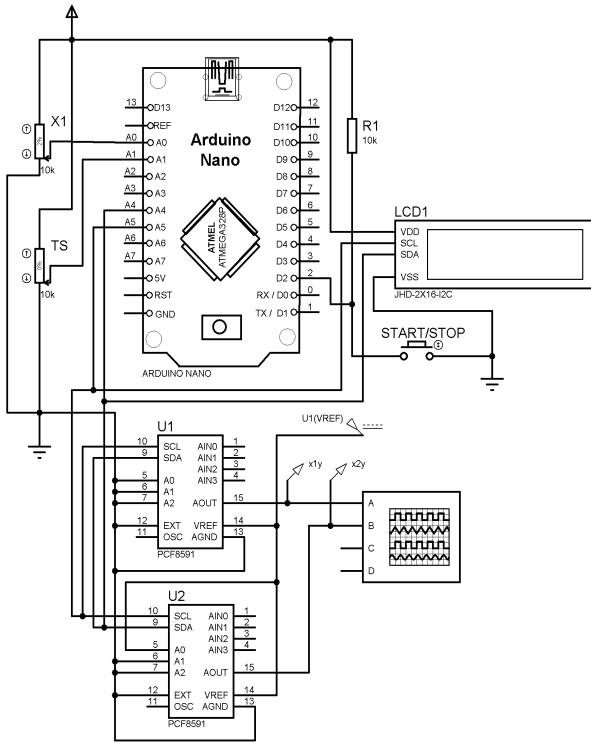 X1
2%
10k
TS
0%
10k
13 D13
REF
A0 A0
A1 A1
A2 A2
A3 A3
A4 A4
A5 A5
A6 A6
A7 A7
5V
RST
GND
Arduino
Nano
ATMEL
ATMEGA328P
D12 12
D11 11
D10 10
D9 9
D8 8
D7 7
D6 6
D5 5
D4 4
D3 3
D2 2
RX / D0 0
TX / D1 1
ARDUINO NANO
R1
10k
LCD1
VDD
SCL
SDA
VSS
JHD-2X16-I2C
START/STOP
U1(VREF)
x1y
x2y
U1
10 SCL AIN0 1
9 SDA AIN1 2
AIN2 3
5 A0 AIN3 4
6 A1
7 A2 AOUT 15
12 EXT VREF 14
11 OSC AGND 13
PCF8591
A
B
C
D
U2
10 SCL AIN0 1
9 SDA AIN1 2
AIN2 3
5 A0 AIN3 4
6 A1
7 A2 AOUT 15
12 EXT VREF 14
11 OSC AGND 13
PCF8591